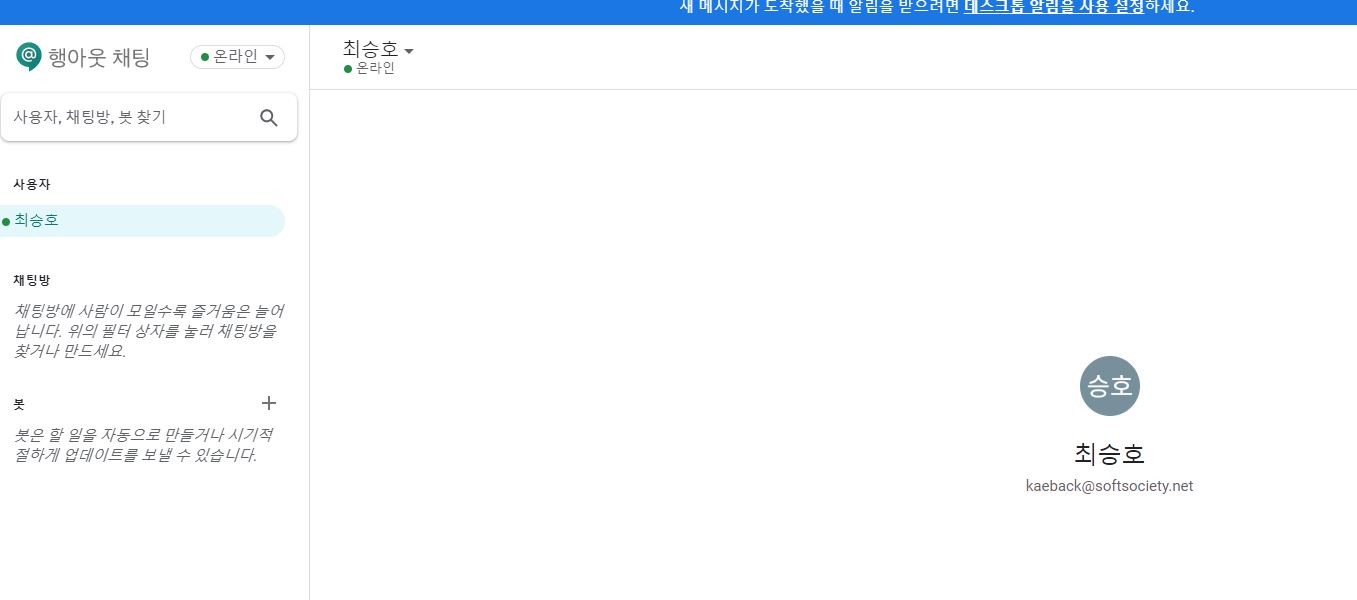 새 메시지가 도착했을 때 알림을 받으려면 데스크톱 알림을 사용 설정하세요.
행아웃 채팅
온라인
최승호
온라인
사용자, 채팅방, 봇 찾기
사용자
최승호
채팅방
채팅방에 사람이 모일수록 즐거움은 늘어
납니다. 위의 필터 상자를 눌러 채팅방을
찾거나 만드세요.
봇
봇은 할 일을 자동으로 만들거나 시기적
절하게 업데이트를 보낼 수 있습니다.
승호
최승호
kaeback@softsociety.net